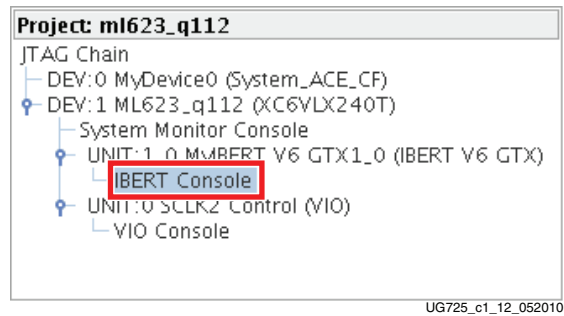 Project: ml623_q112
JTAG Chain
DEV:0 MyDevice0 (System_ACE_CF)
DEV:1 ML623_q112 (XC6VLX240T)
System Monitor Console
UNIT:1_0 MyBERT V6 GTX1_0 (IBERT V6 GTX)
IBERT Console
UNIT:0 SCLK2 Control (VIO)
VIO Console
UG725_c1_12_052010